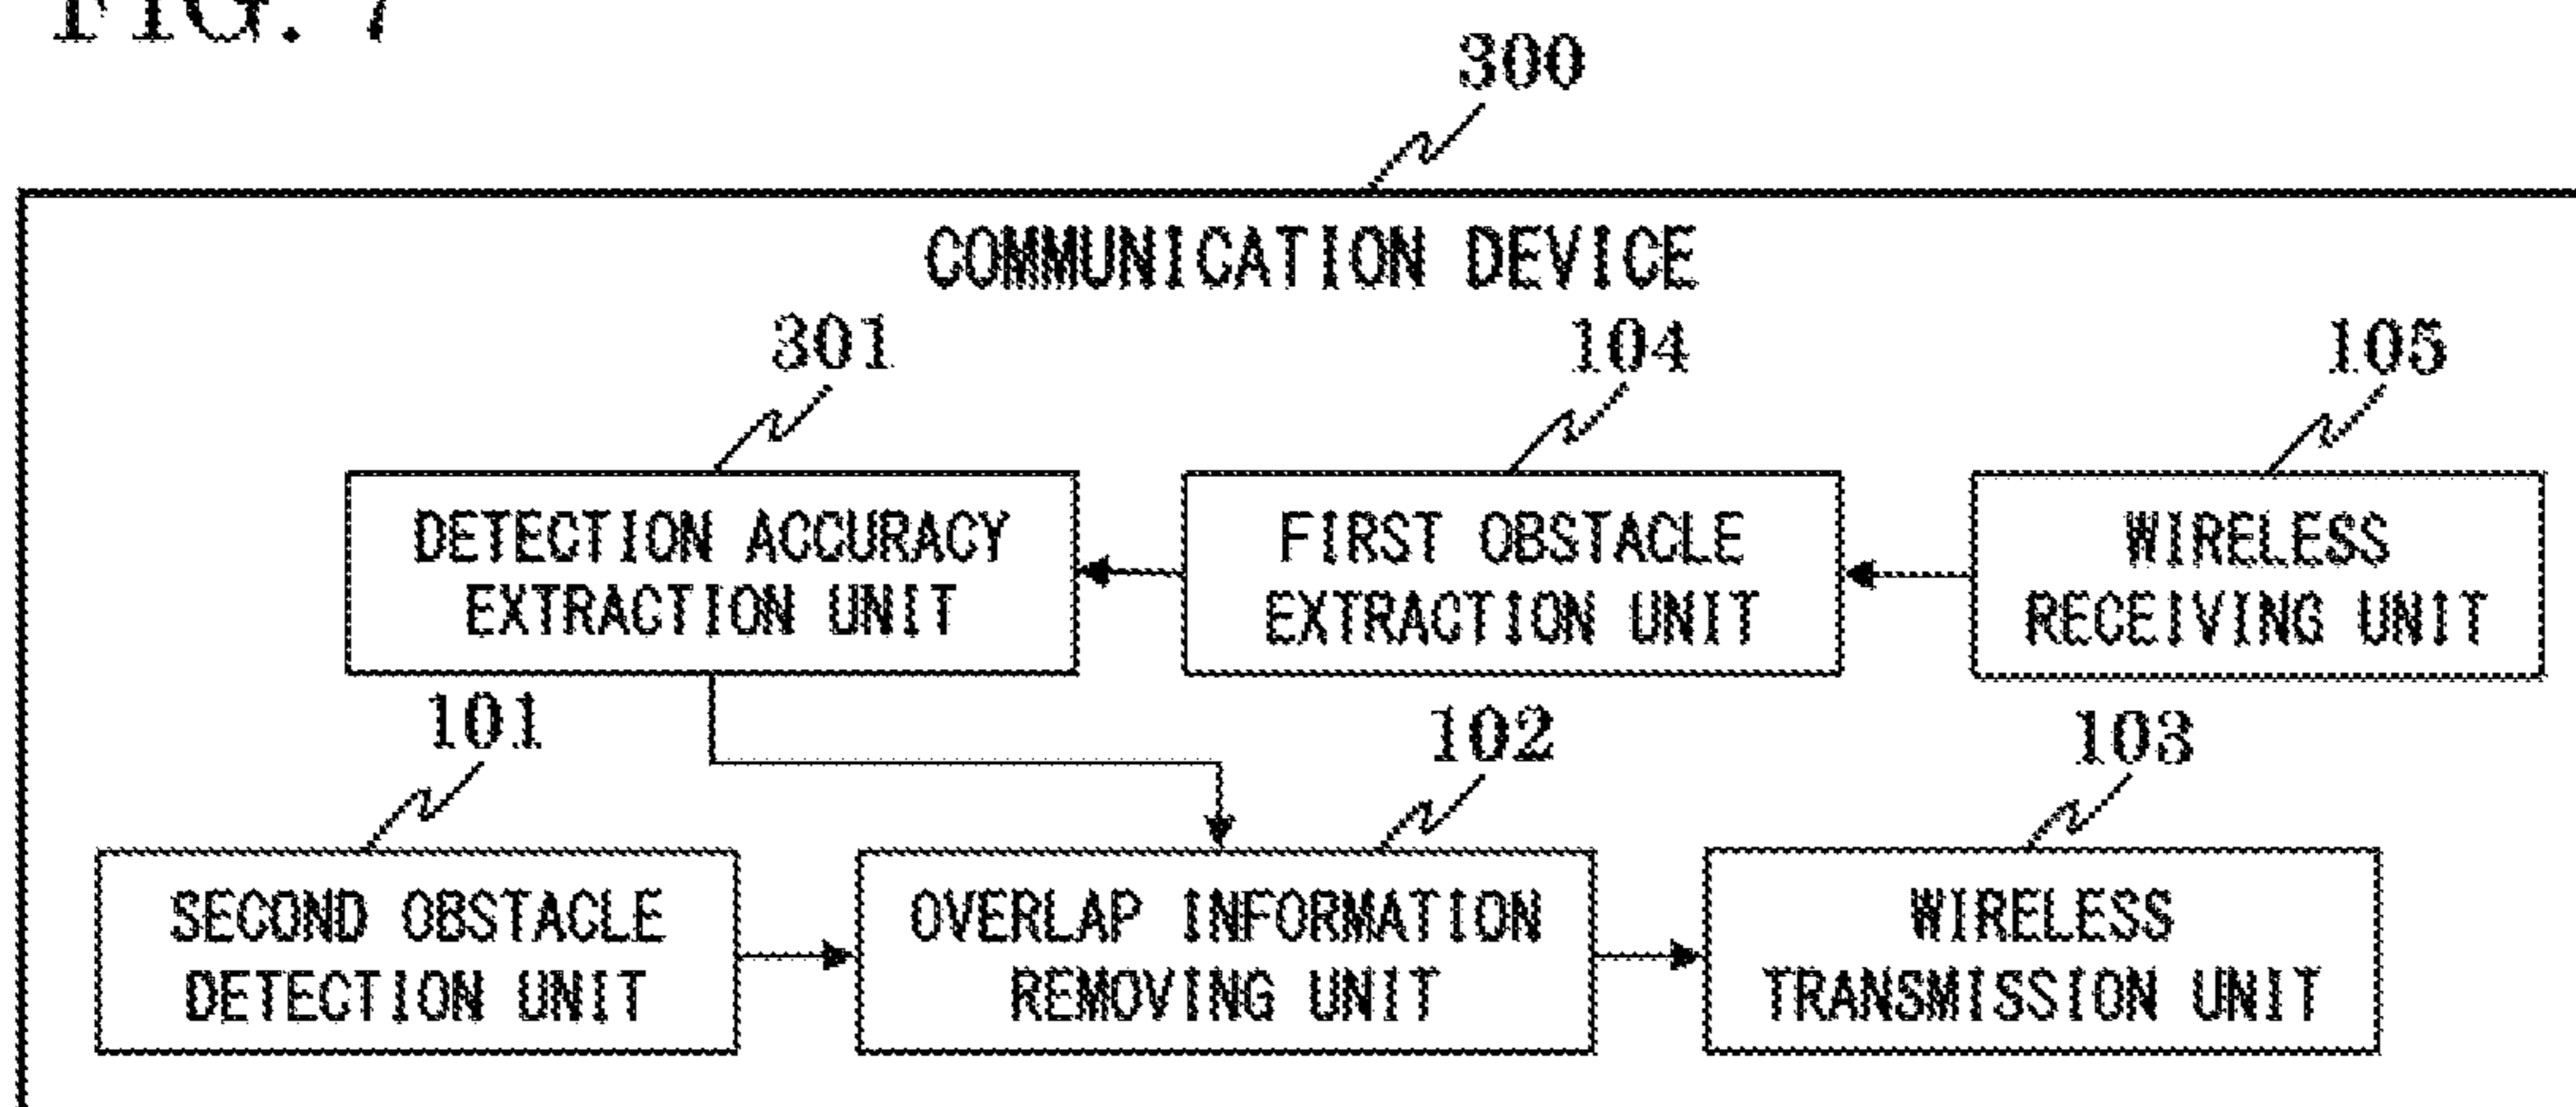 FIG. 7
300
COMMUNICATION DEVICE
301
104
105
DETECTION ACCURACY
EXTRACTION UNIT
FIRST OBSTACLE
EXTRACTION UNIT
WIRELESS
RECEIVING UNIT
101
102
103
SECOND OBSTACLE
DETECTION UNIT
OVERLAP INFORMATION
REMOVING UNIT
WIRELESS
TRANSMISSION UNIT